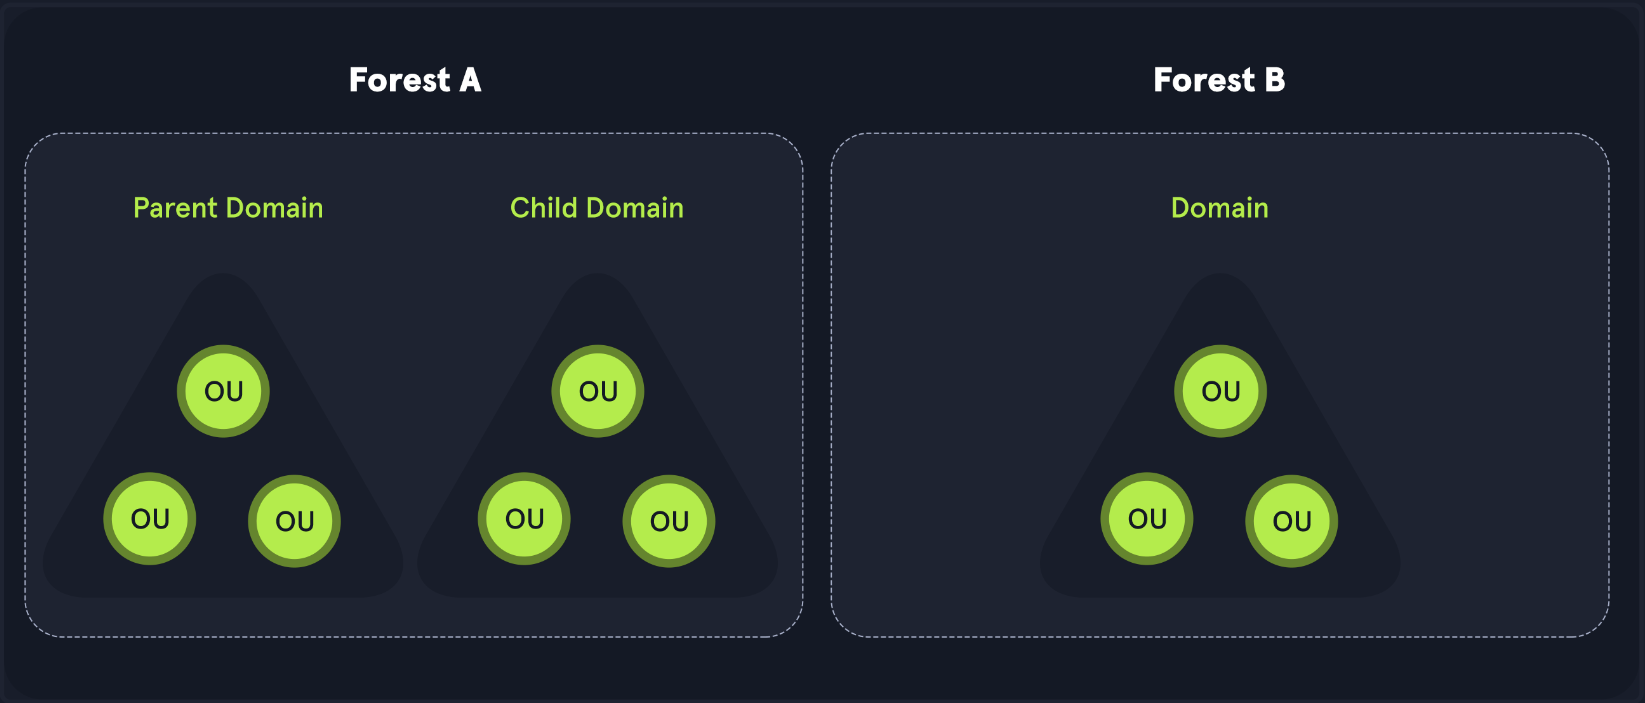 Forest A
Forest B
Parent Domain
Child Domain
Domain
OU
OU
OU
OU
OU
OU
OU
OU
OU